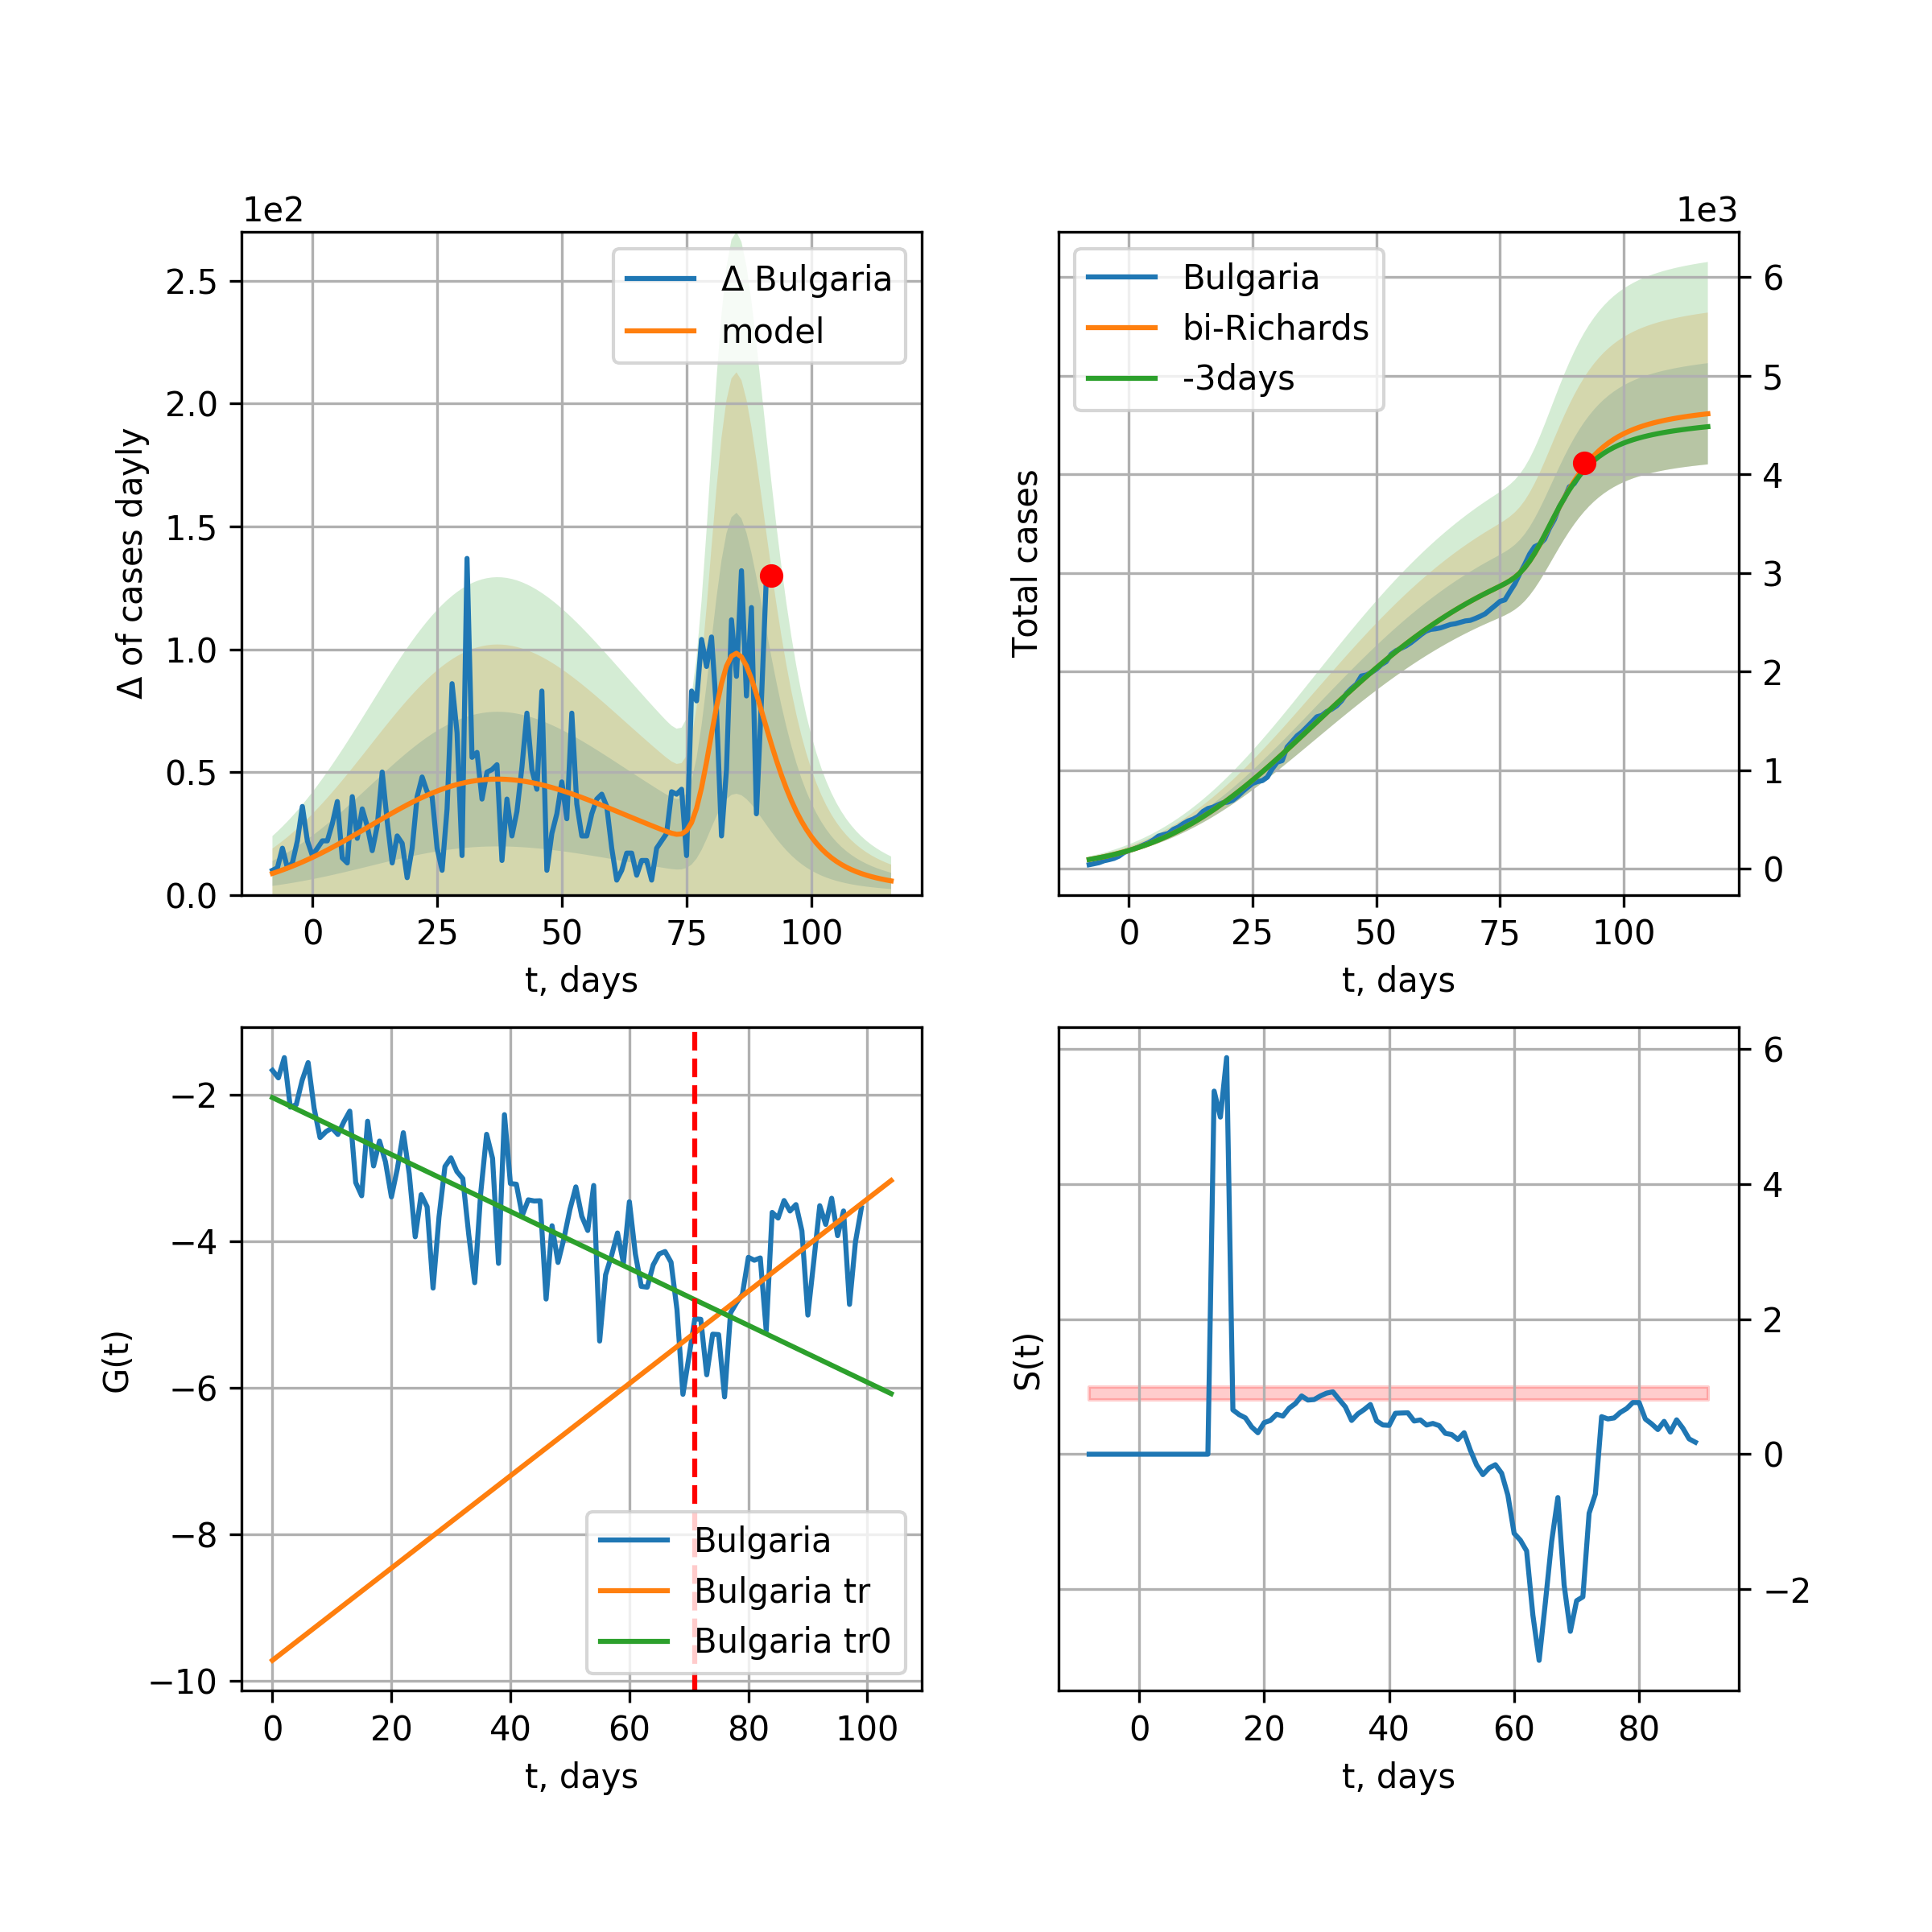 1e2
2.5
2.0
1.5
1.0
0.5
0.0
Δ of cases dayly
Δ Bulgaria
model
0 25 50 75 100
t, days
1e3
6
5
4
3
2
1
0
Total cases
Bulgaria
bi-Richards
-3days
0 25 50 75 100
t, days
−2
−4
−6
−8
−10
G(t)
Bulgaria
Bulgaria tr
Bulgaria tr0
0 20 40 60 80 100
t, days
6
4
2
0
−2
S(t)
0 20 40 60 80
t, days